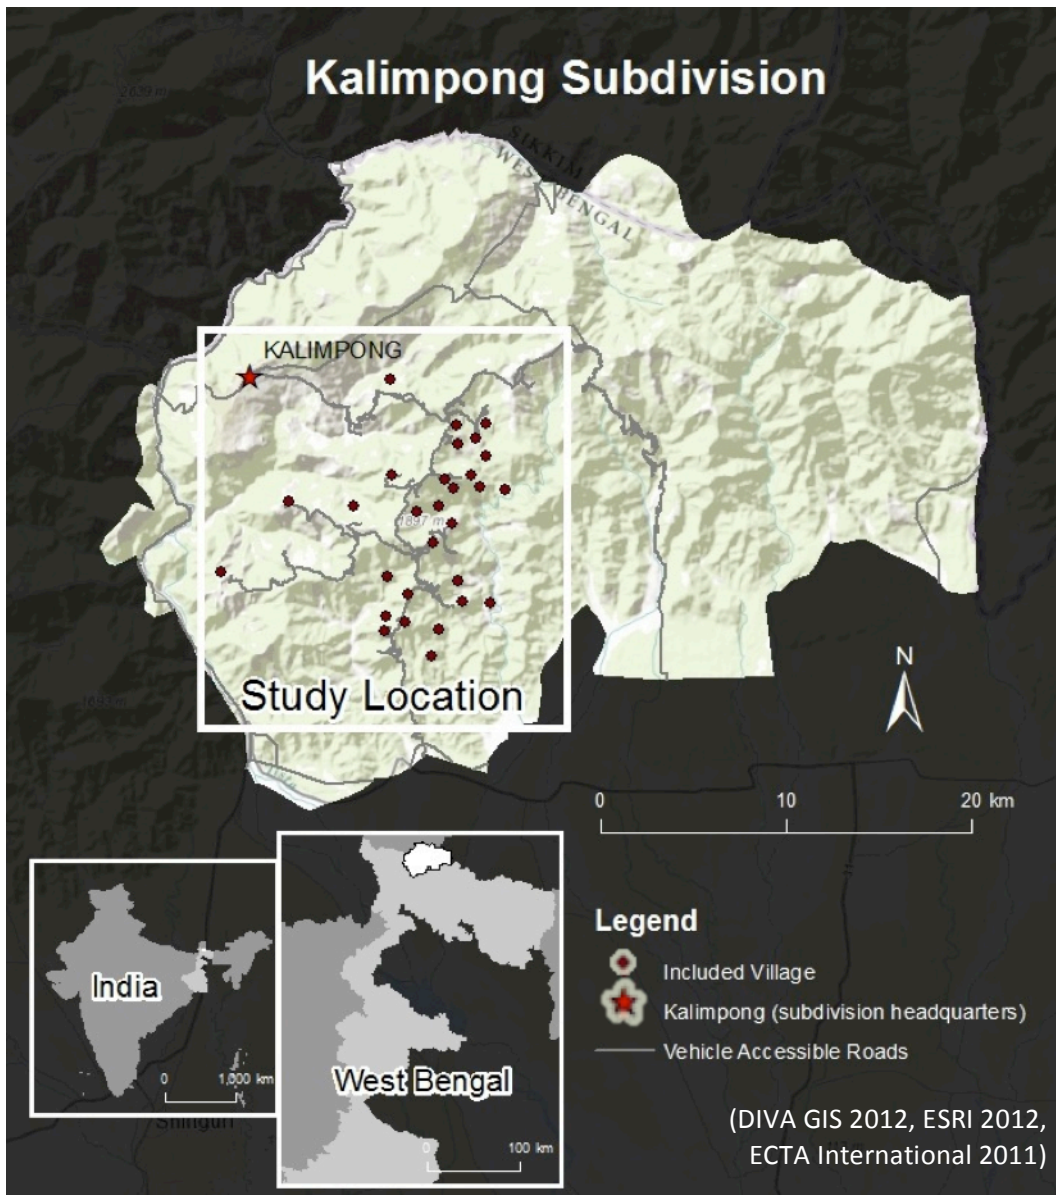 Kalimpong Subdivision
SIKKIM
WEST BENGAL
KALIMPONG
1897 m
Study Location
N
0 10 20 km
India
0 1,000 km
West Bengal
0 100 km
Legend
Included Village
Kalimpong (subdivision headquarters)
Vehicle Accessible Roads
(DIVA GIS 2012, ESRI 2012,
ECTA International 2011)